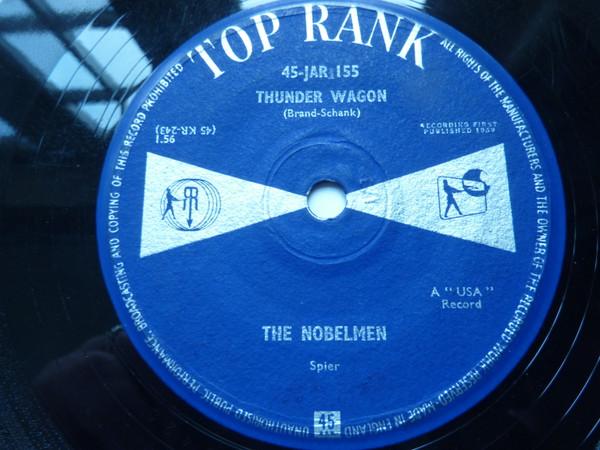 TOP RANK
45-JAR 155
THUNDER WAGON
(Brand-Schank)
(45 KR-243)
1.56
RECORDING FIRST
PUBLISHED 1959
A "USA"
Record
THE NOBELMEN
Spier
45
ALL RIGHTS OF THE MANUFACTURERS AND THE OWNER OF THE RECORDED WORK RESERVED. MADE IN ENGLAND
UNAUTHORISED PUBLIC PERFORMANCE, BROADCASTING AND COPYING OF THIS RECORD PROHIBITED